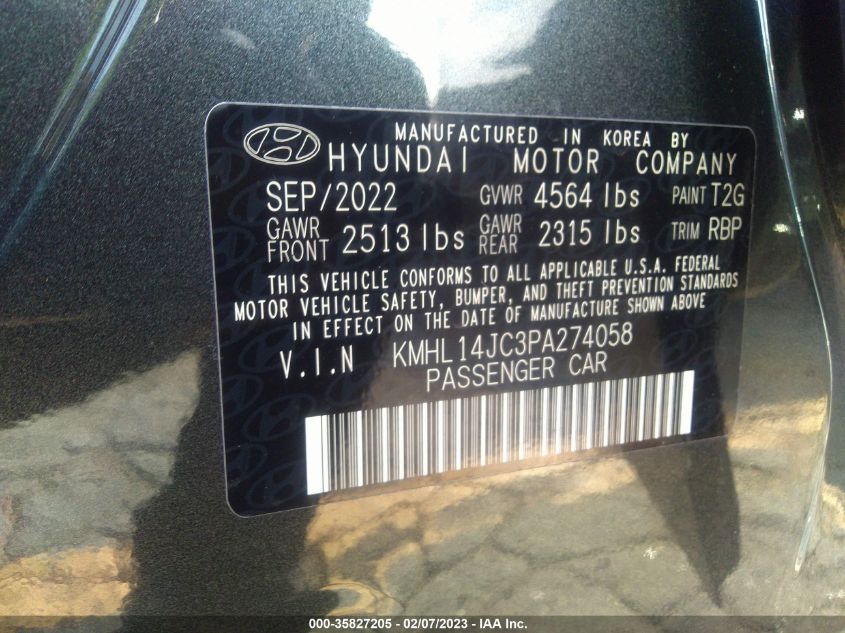 MANUFACTURED IN KOREA BY
HYUNDAI MOTOR COMPANY
SEP/2022 GVWR 4564 lbs PAINT T2G
GAWR FRONT 2513 lbs GAWR REAR 2315 lbs TRIM RBP
THIS VEHICLE CONFORMS TO ALL APPLICABLE U.S.A. FEDERAL
MOTOR VEHICLE SAFETY, BUMPER, AND THEFT PREVENTION STANDARDS
IN EFFECT ON THE DATE OF MANUFACTURE SHOWN ABOVE
V.I.N KMHL14JC3PA274058
PASSENGER CAR
000-35827205 - 02/07/2023 - IAA Inc.